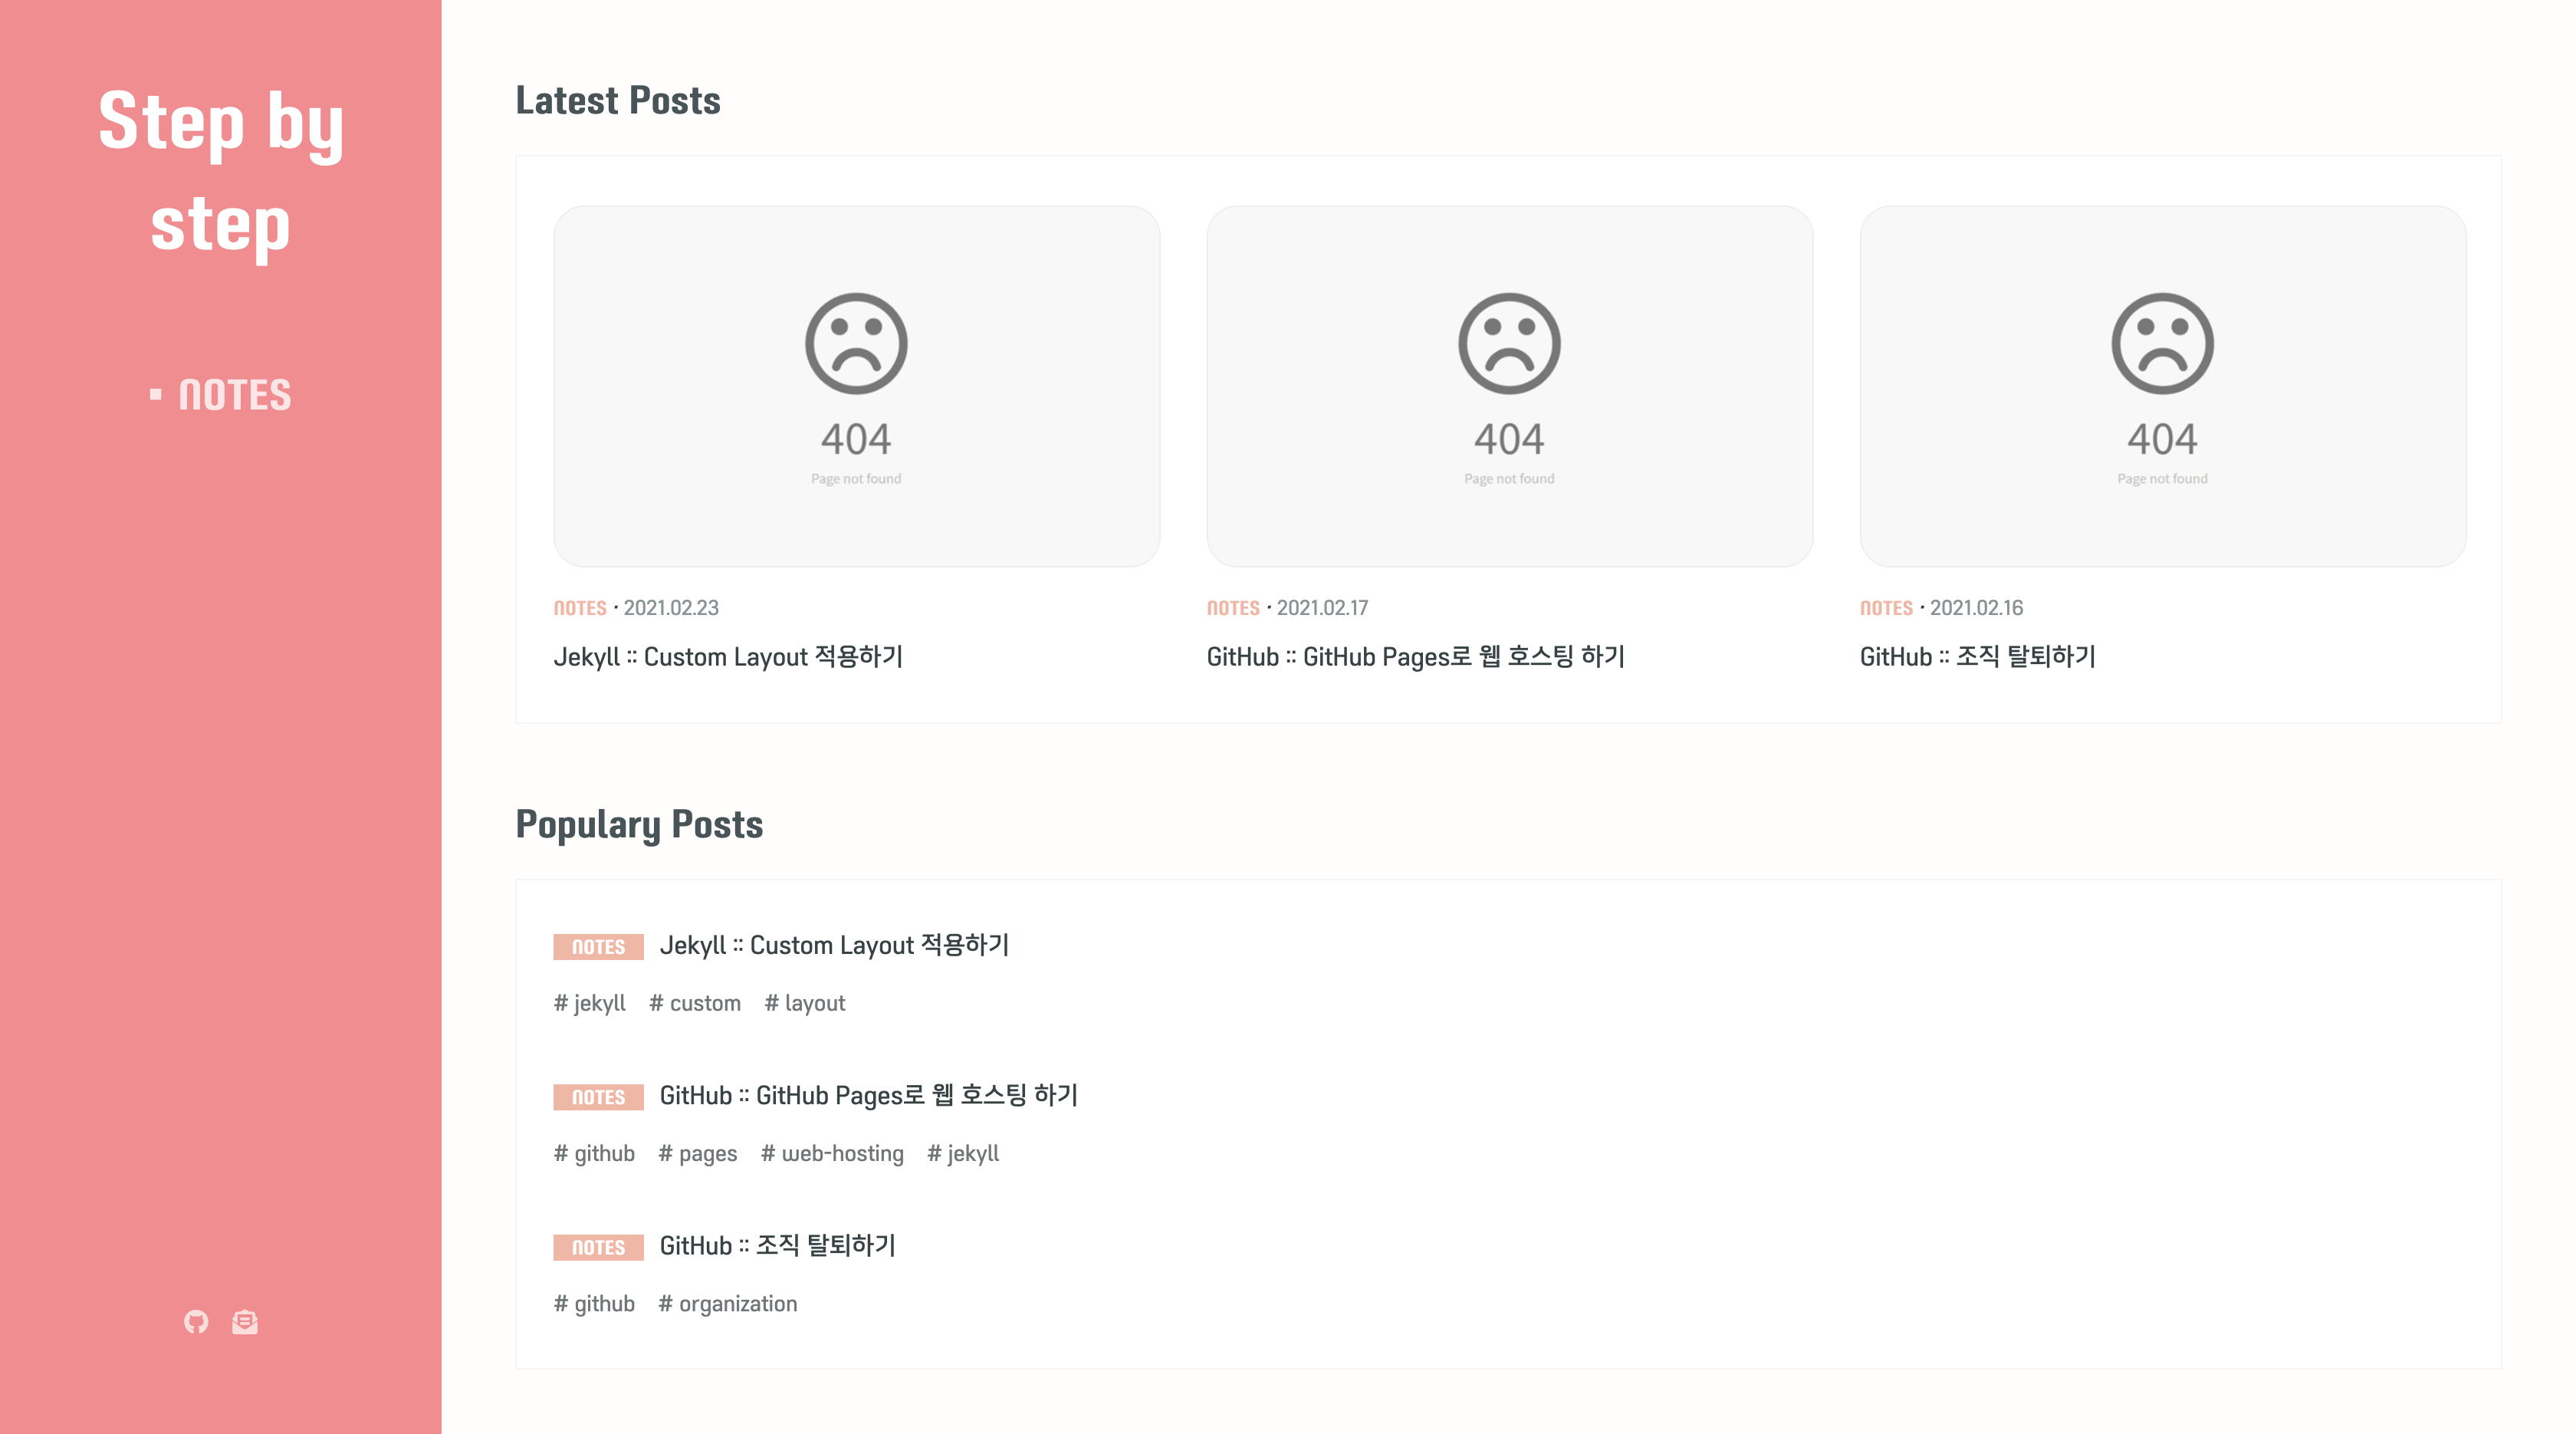 Step by
step
▪ NOTES
Latest Posts
404
Page not found
NOTES · 2021.02.23
Jekyll :: Custom Layout 적용하기
404
Page not found
NOTES · 2021.02.17
GitHub :: GitHub Pages로 웹 호스팅 하기
404
Page not found
NOTES · 2021.02.16
GitHub :: 조직 탈퇴하기
Populary Posts
NOTES Jekyll :: Custom Layout 적용하기
# jekyll # custom # layout
NOTES GitHub :: GitHub Pages로 웹 호스팅 하기
# github # pages # web-hosting # jekyll
NOTES GitHub :: 조직 탈퇴하기
# github # organization